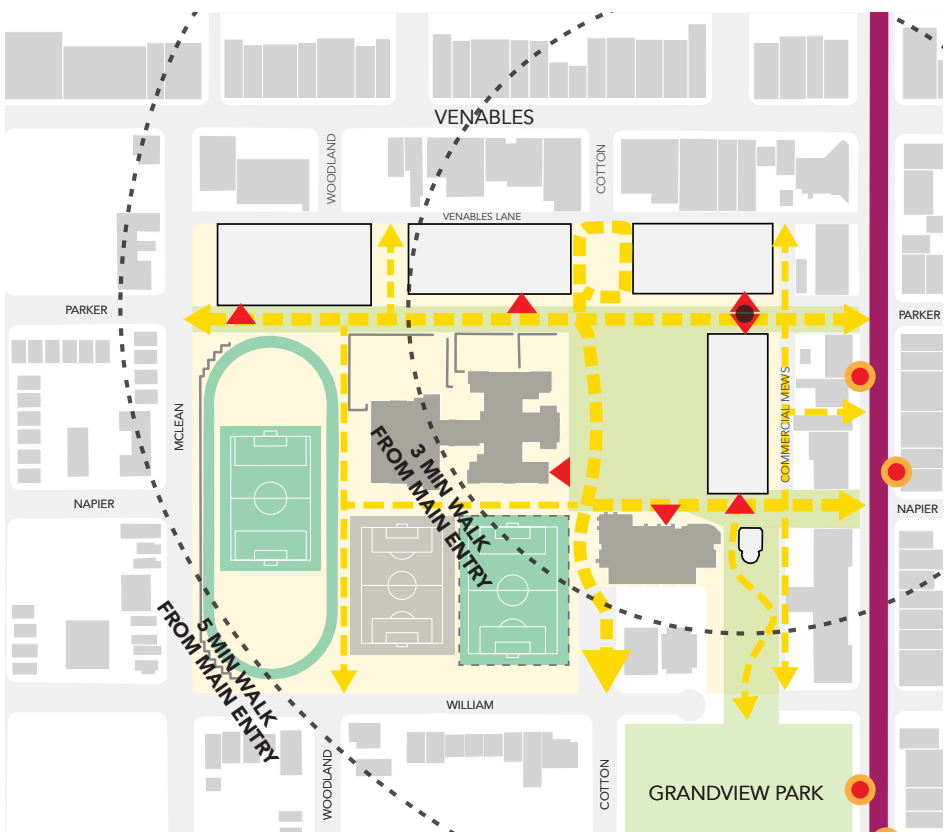 VENABLES
WOODLAND
COTTON
VENABLES LANE
PARKER
PARKER
MCLEAN
COMMERCIAL MEWS
3 MIN WALK
FROM MAIN ENTRY
NAPIER
NAPIER
5 MIN WALK
FROM MAIN ENTRY
WILLIAM
WOODLAND
COTTON
GRANDVIEW PARK